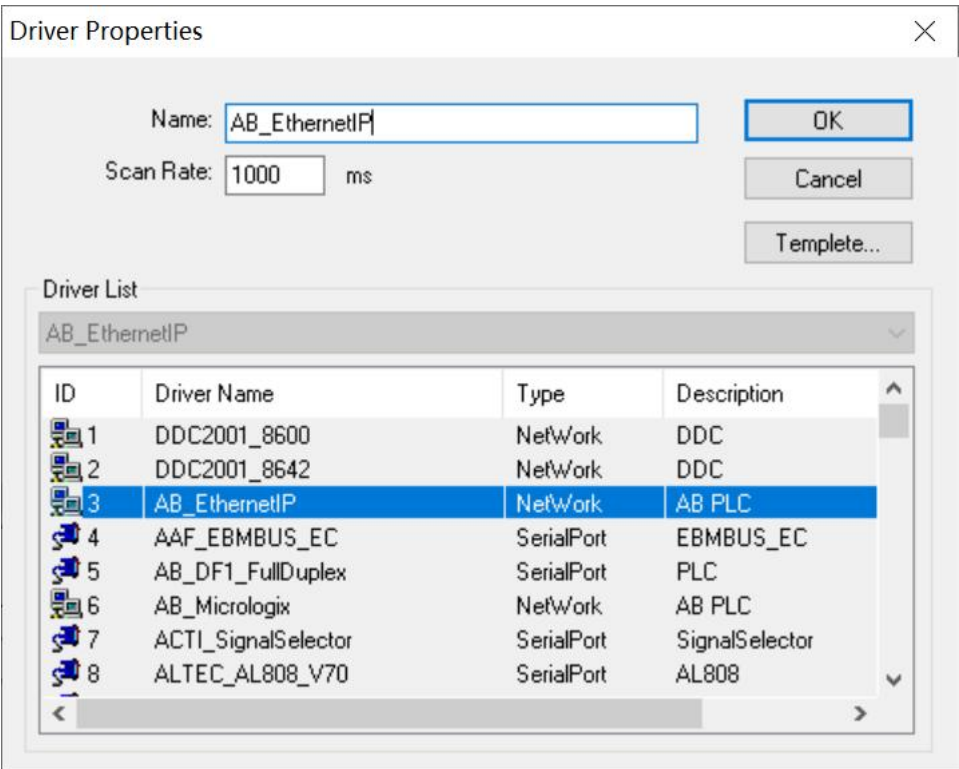 Driver Properties
Name: AB_EthernetIP OK
Scan Rate: 1000 ms Cancel
Templete...
Driver List
AB_EthernetIP
ID Driver Name Type Description
1 DDC2001_8600 NetWork DDC
2 DDC2001_8642 NetWork DDC
3 AB_EthernetIP NetWork AB PLC
4 AAF_EBMBUS_EC SerialPort EBMBUS_EC
5 AB_DF1_FullDuplex SerialPort PLC
6 AB_Micrologix NetWork AB PLC
7 ACTI_SignalSelector SerialPort SignalSelector
8 ALTEC_AL808_V70 SerialPort AL808